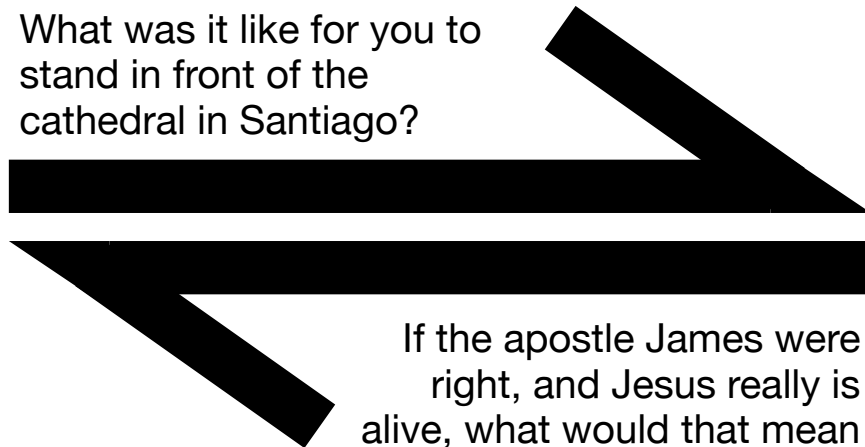 What was it like for you to
stand in front of the
cathedral in Santiago?
If the apostle James were
right, and Jesus really is
alive, what would that mean